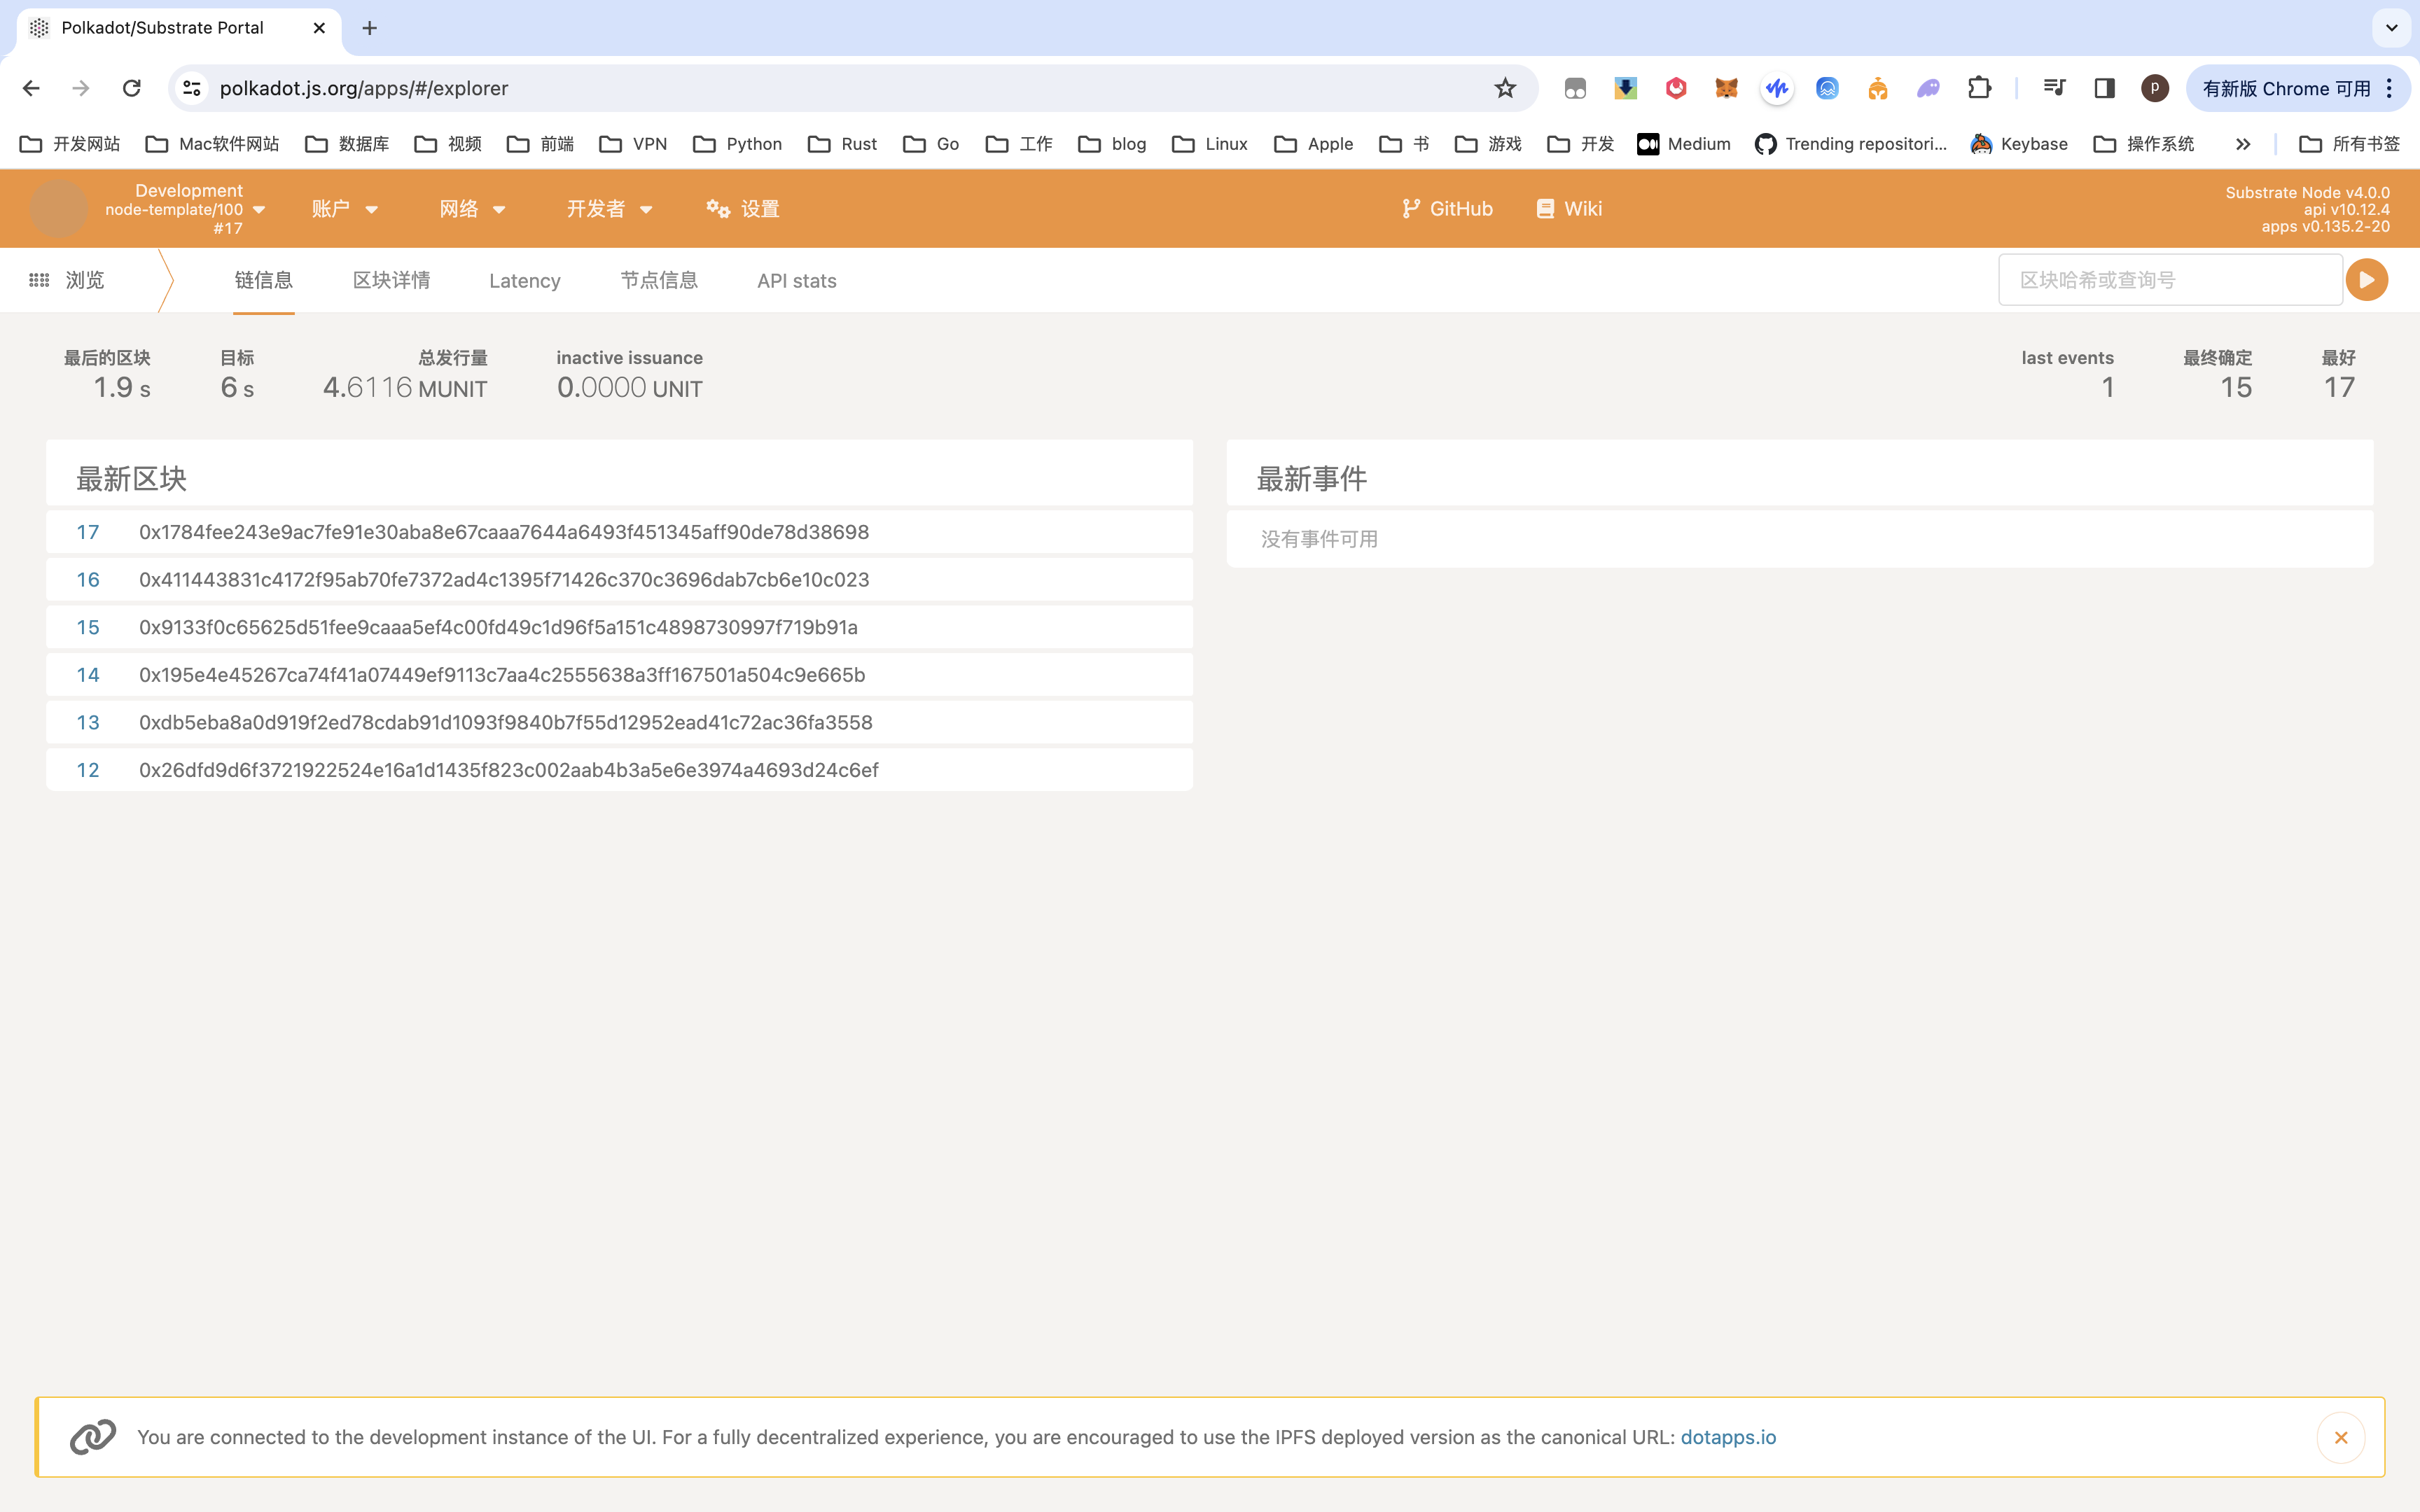 Polkadot/Substrate Portal
polkadot.js.org/apps/#/explorer
P
有新版 Chrome 可用
开发网站 Mac软件网站 数据库 视频 前端 VPN Python Rust Go 工作 blog Linux Apple 书 游戏 开发 Medium Trending repositori... Keybase 操作系统 所有书签
Development
node-template/100
#17
账户 网络 开发者 设置
GitHub Wiki
Substrate Node v4.0.0
api v10.12.4
apps v0.135.2-20
浏览 链信息 区块详情 Latency 节点信息 API stats 区块哈希或查询号
最后的区块 目标 总发行量 inactive issuance last events 最终确定 最好
1.9 s 6 s 4.6116 MUNIT 0.0000 UNIT 1 15 17
最新区块
17 0x1784fee243e9ac7fe91e30aba8e67caaa7644a6493f451345aff90de78d38698
16 0x411443831c4172f95ab70fe7372ad4c1395f71426c370c3696dab7cb6e10c023
15 0x9133f0c65625d51fee9caaa5ef4c00fd49c1d96f5a151c4898730997f719b91a
14 0x195e4e45267ca74f41a07449ef9113c7aa4c2555638a3ff167501a504c9e665b
13 0xdb5eba8a0d919f2ed78cdab91d1093f9840b7f55d12952ead41c72ac36fa3558
12 0x26dfd9d6f3721922524e16a1d1435f823c002aab4b3a5e6e3974a4693d24c6ef
最新事件
没有事件可用
You are connected to the development instance of the UI. For a fully decentralized experience, you are encouraged to use the IPFS deployed version as the canonical URL: dotapps.io